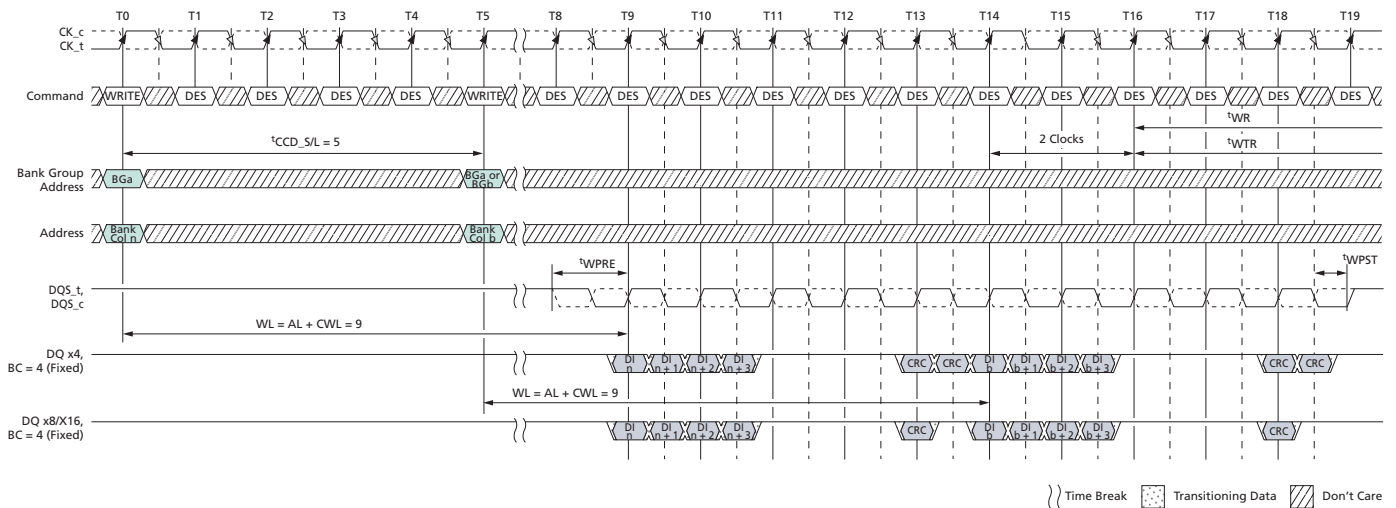 T0 T1 T2 T3 T4 T5 T8 T9 T10 T11 T12 T13 T14 T15 T16 T17 T18 T19
CK_c
CK_t
Command WRITE DES DES DES DES WRITE DES DES DES DES DES DES DES DES DES DES DES DES
tWR
tCCD_S/L = 5 2 Clocks tWTR
Bank Group
Address
BGa
BGa or
BGb
Address
Bank
Col n
Bank
Col b
tWPRE tWPST
DQS_t,
DQS_c
WL = AL + CWL = 9
DQ x4,
BC = 4 (Fixed)
DI n DI n + 1 DI n + 2 DI n + 3 CRC CRC DI b DI b + 1 DI b + 2 DI b + 3 CRC CRC
WL = AL + CWL = 9
DQ x8/X16,
BC = 4 (Fixed)
DI n DI n + 1 DI n + 2 DI n + 3 CRC DI b DI b + 1 DI b + 2 DI b + 3 CRC
Time Break Transitioning Data Don't Care